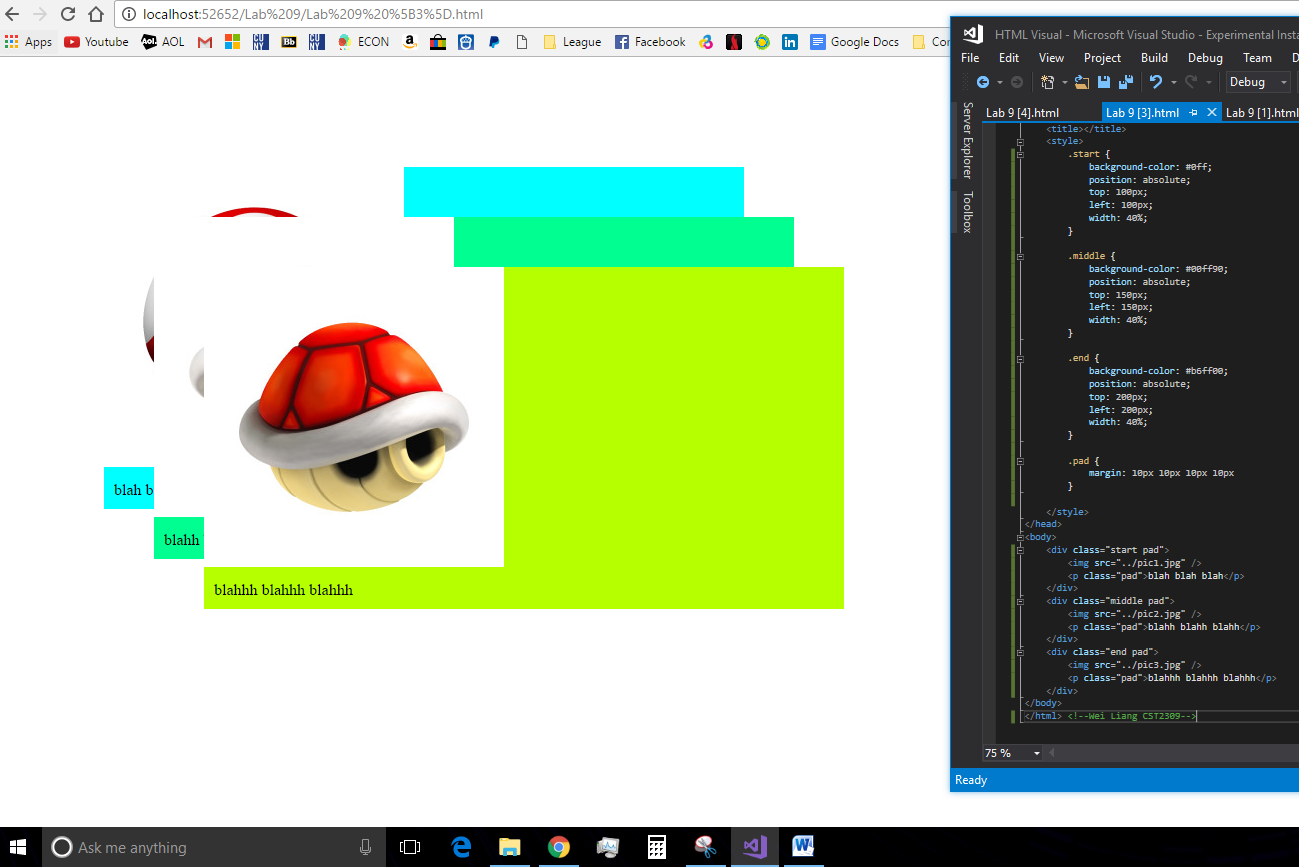 localhost:52652/Lab%209/Lab%209%20%5B3%5D.html
Apps Youtube AOL ECON League Facebook Google Docs Cor
HTML Visual - Microsoft Visual Studio - Experimental Insta
File Edit View Project Build Debug Team D
Debug
Server Explorer
Toolbox
Lab 9 [4].html Lab 9 [3].html Lab 9 [1].html
<title></title>
<style>
.start {
background-color: #0ff;
position: absolute;
top: 100px;
left: 100px;
width: 40%;
}
.middle {
background-color: #00ff90;
position: absolute;
top: 150px;
left: 150px;
width: 40%;
}
.end {
background-color: #b6ff00;
position: absolute;
top: 200px;
left: 200px;
width: 40%;
}
.pad {
margin: 10px 10px 10px 10px
}
</style>
</head>
<body>
<div class="start pad">
<img src="../pic1.jpg" />
<p class="pad">blah blah blah</p>
</div>
<div class="middle pad">
<img src="../pic2.jpg" />
<p class="pad">blahh blahh blahh</p>
</div>
<div class="end pad">
<img src="../pic3.jpg" />
<p class="pad">blahhh blahhh blahhh</p>
</div>
</body>
</html> <!--Wei Liang CST2309-->
75 %
Ready
blah b
blahh
blahhh blahhh blahhh
Ask me anything